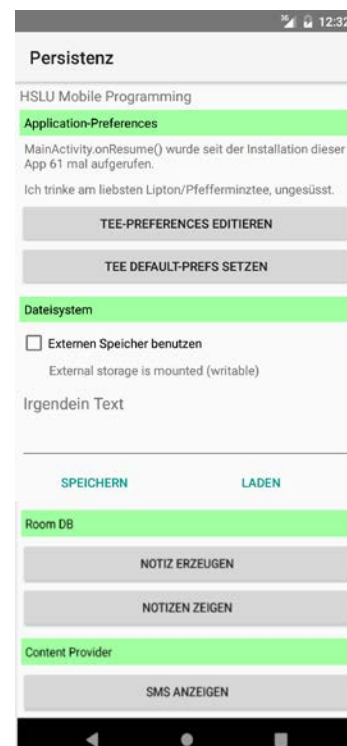 3G 12:32
Persistenz
HSLU Mobile Programming
Application-Preferences
MainActivity.onResume() wurde seit der Installation dieser
App 61 mal aufgerufen.
Ich trinke am liebsten Lipton/Pfefferminztee, ungesüsst.
TEE-PREFERENCES EDITIEREN
TEE DEFAULT-PREFS SETZEN
Dateisystem
Externen Speicher benutzen
External storage is mounted (writable)
Irgendein Text
SPEICHERN LADEN
Room DB
NOTIZ ERZEUGEN
NOTIZEN ZEIGEN
Content Provider
SMS ANZEIGEN